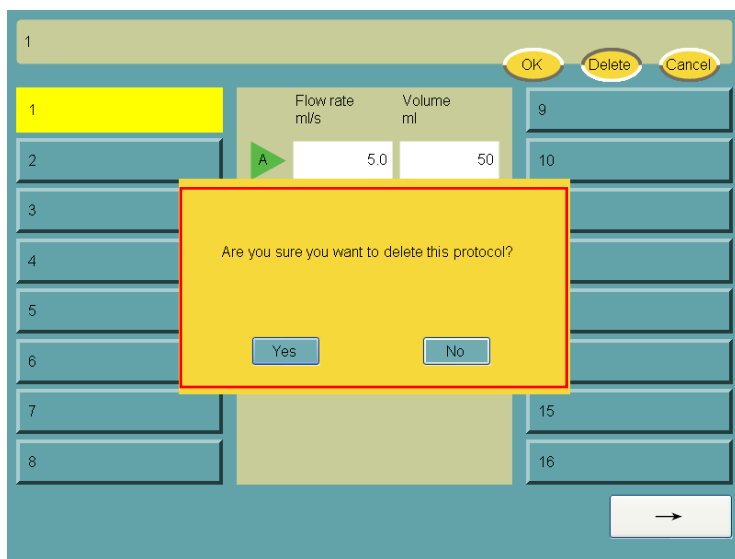 1
OK Delete Cancel
1
2
3
4
5
6
7
8
Flow rate Volume
ml/s ml
A 5.0 50
Are you sure you want to delete this protocol?
Yes No
9
10
15
16
→